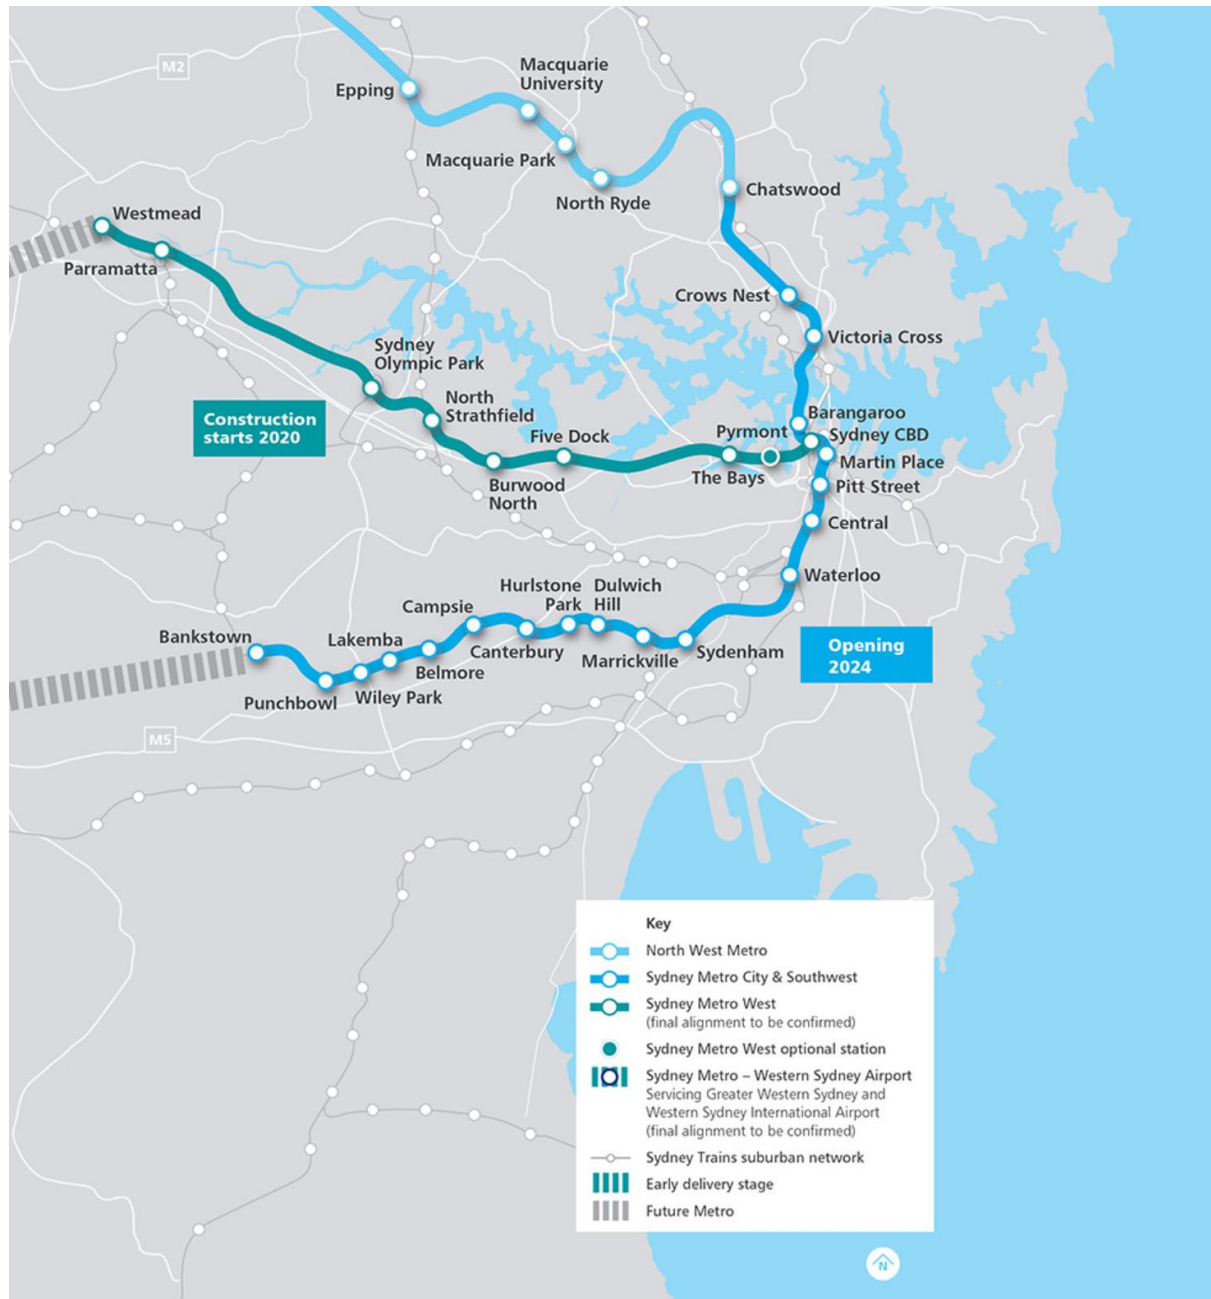 M2
Epping
Macquarie
University
Macquarie Park
North Ryde
Chatswood
Westmead
Parramatta
Crows Nest
Victoria Cross
Sydney
Olympic Park
North
Strathfield
Construction
starts 2020
Five Dock
Burwood
North
Pyrmont
The Bays
Barangaroo
Sydney CBD
Martin Place
Pitt Street
Central
Waterloo
Hurlstone
Park
Dulwich
Hill
Campsie
Canterbury
Marrickville
Sydenham
Bankstown
Lakemba
Belmore
Punchbowl
Wiley Park
Opening
2024
M5
Key
North West Metro
Sydney Metro City & Southwest
Sydney Metro West
(final alignment to be confirmed)
Sydney Metro West optional station
Sydney Metro – Western Sydney Airport
Servicing Greater Western Sydney and
Western Sydney International Airport
(final alignment to be confirmed)
Sydney Trains suburban network
Early delivery stage
Future Metro
N